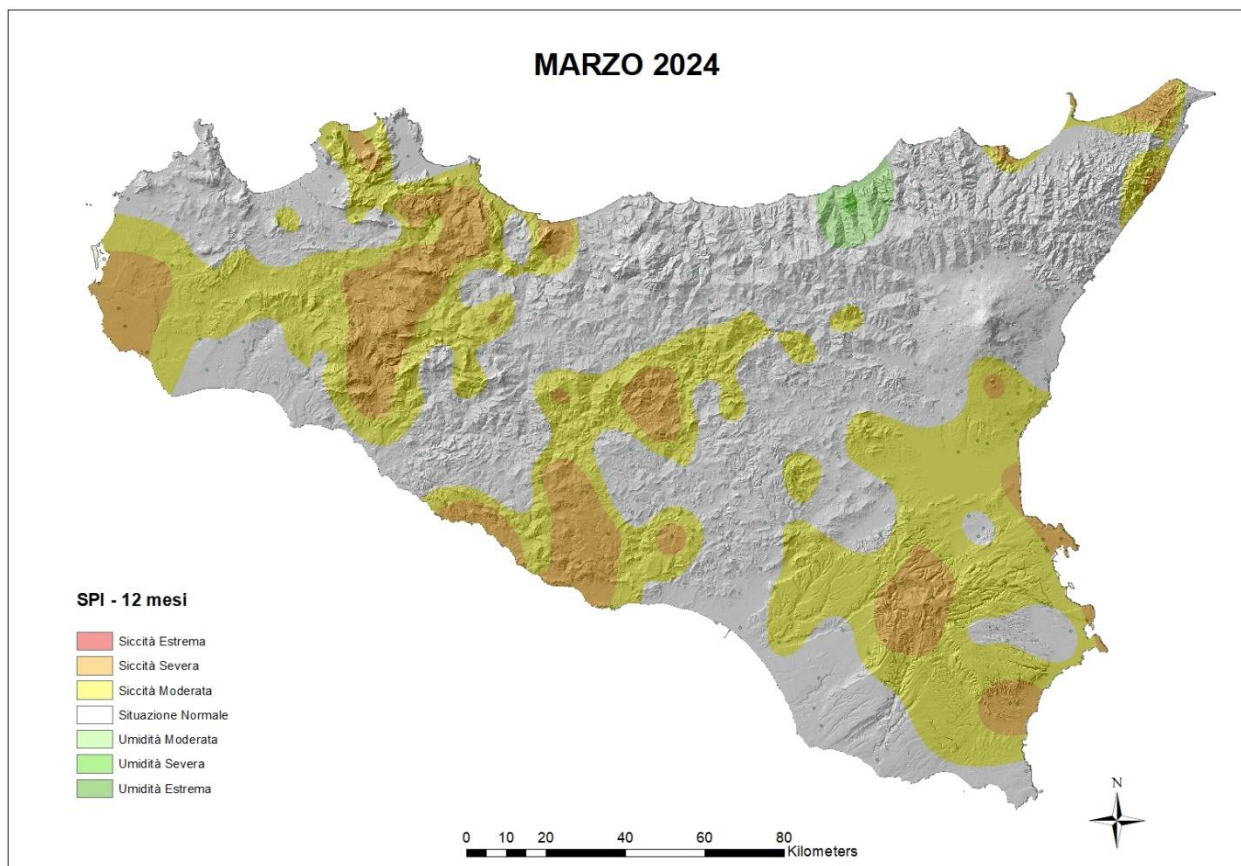 MARZO 2024
SPI - 12 mesi
Siccità Estrema
Siccità Severa
Siccità Moderata
Situazione Normale
Umidità Moderata
Umidità Severa
Umidità Estrema
N
0 10 20 40 60 80
Kilometers